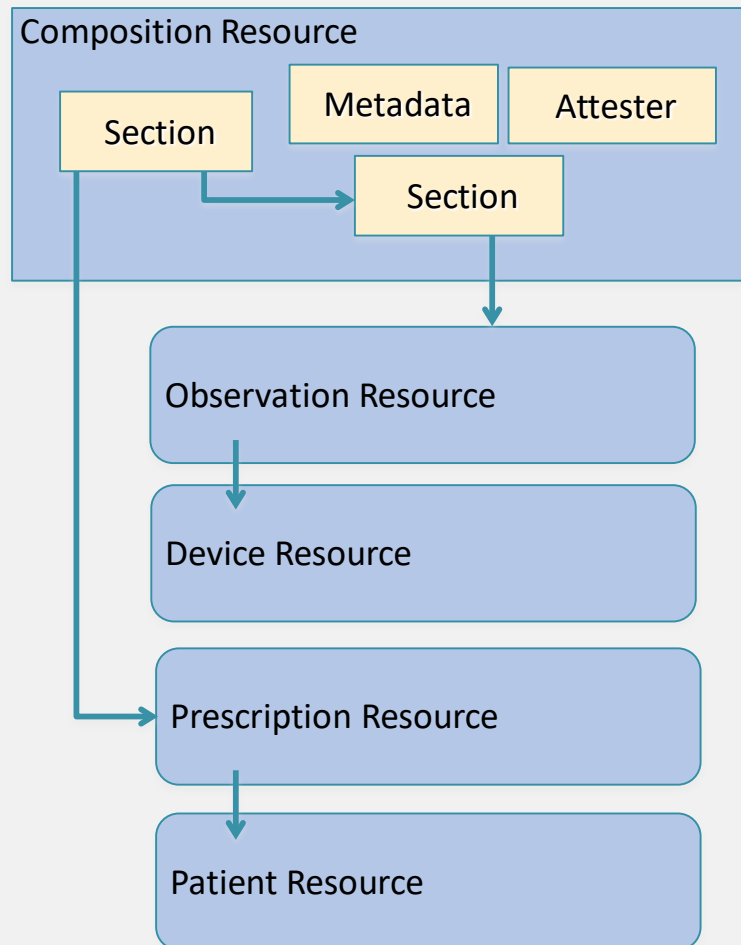 Composition Resource
Metadata
Attester
Section
Section
Observation Resource
Device Resource
Prescription Resource
Patient Resource